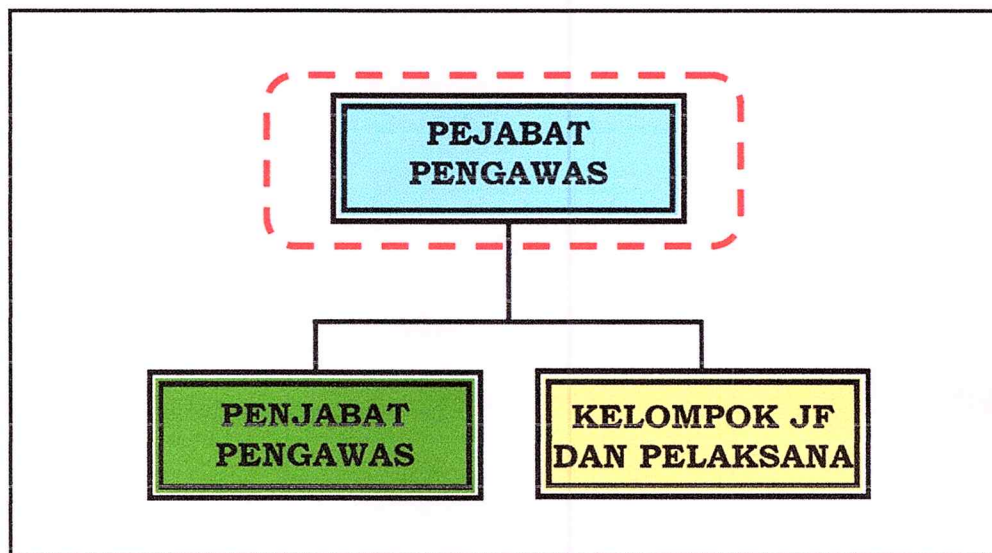 PEJABAT
PENGAWAS
PENJABAT
PENGAWAS
KELOMPOK JF
DAN PELAKSANA